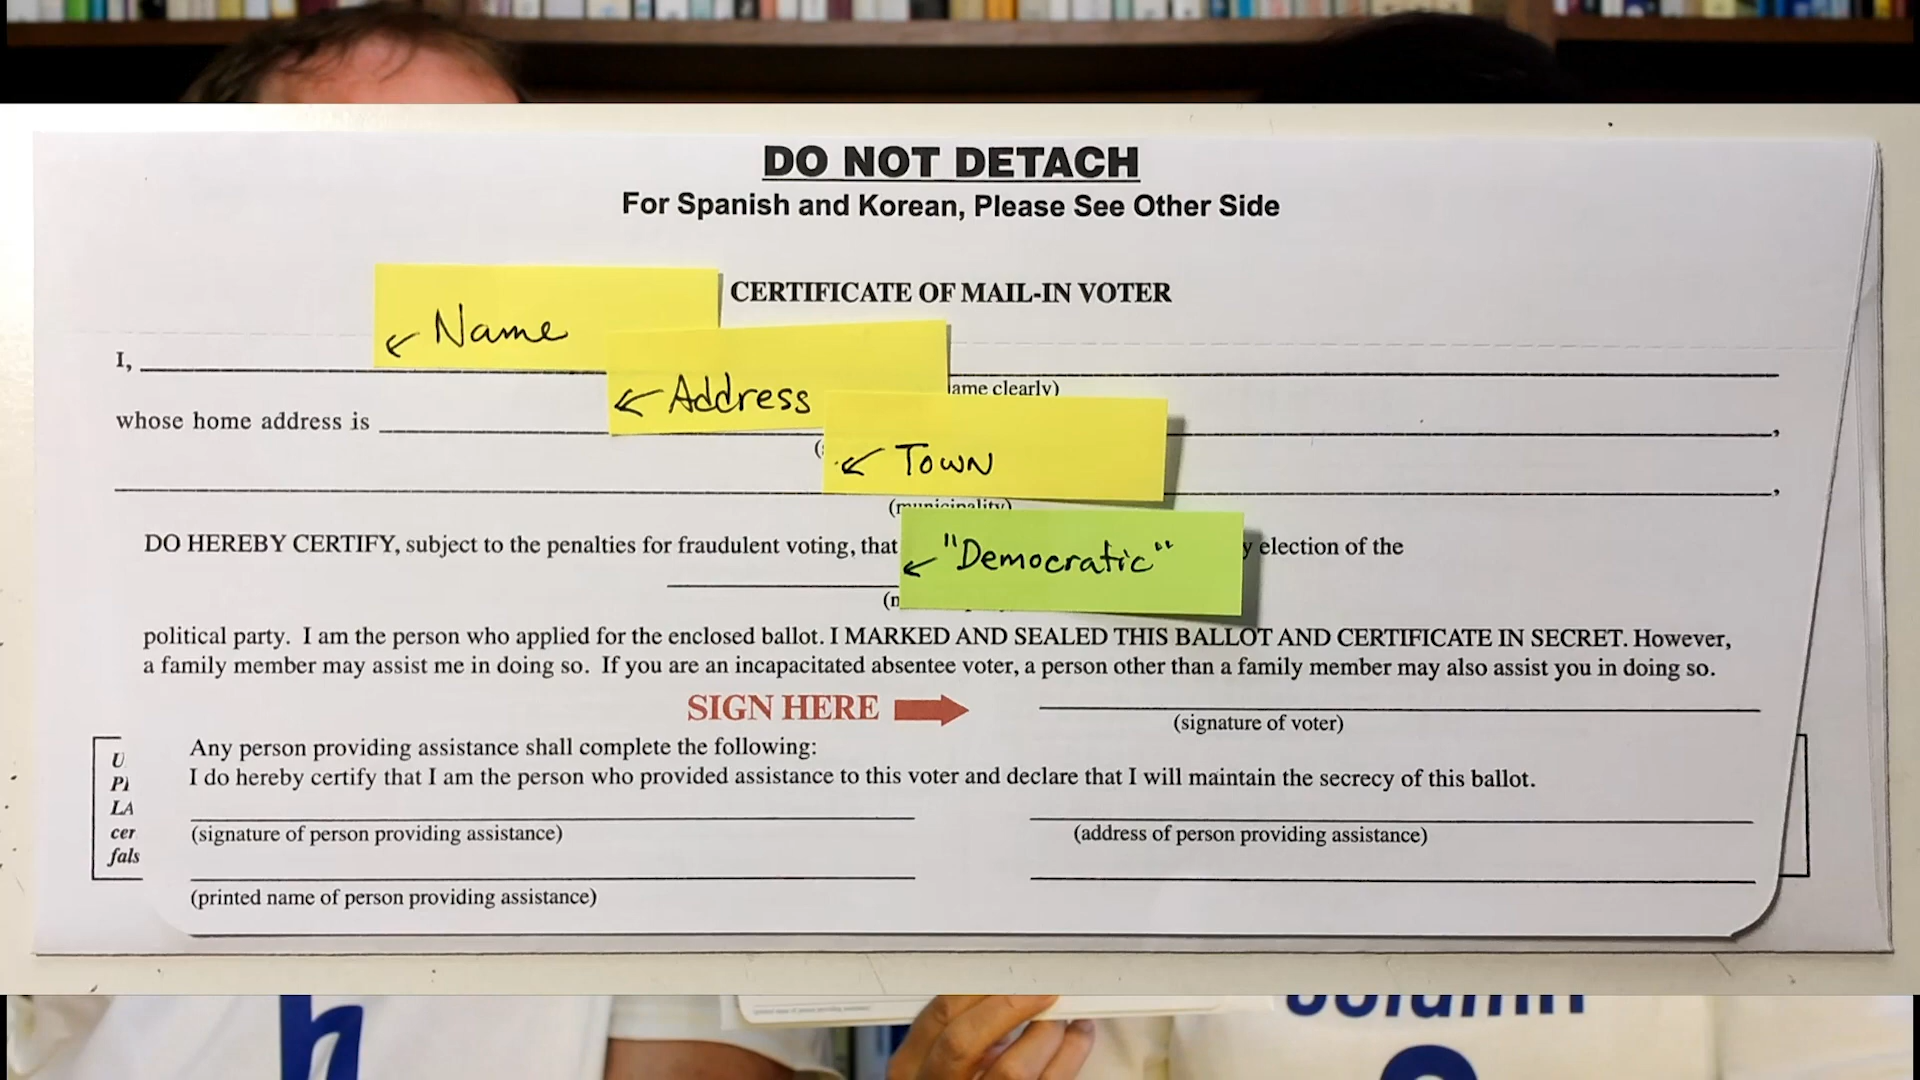 DO NOT DETACH
For Spanish and Korean, Please See Other Side
CERTIFICATE OF MAIL-IN VOTER
Name
I,
Address
ame clearly)
whose home address is
Town
(municipality)
DO HEREBY CERTIFY, subject to the penalties for fraudulent voting, that "Democratic" y election of the
political party. I am the person who applied for the enclosed ballot. I MARKED AND SEALED THIS BALLOT AND CERTIFICATE IN SECRET. However,
a family member may assist me in doing so. If you are an incapacitated absentee voter, a person other than a family member may also assist you in doing so.
SIGN HERE
(signature of voter)
Any person providing assistance shall complete the following:
I do hereby certify that I am the person who provided assistance to this voter and declare that I will maintain the secrecy of this ballot.
(signature of person providing assistance) (address of person providing assistance)
(printed name of person providing assistance)
U
LA
cer
fals